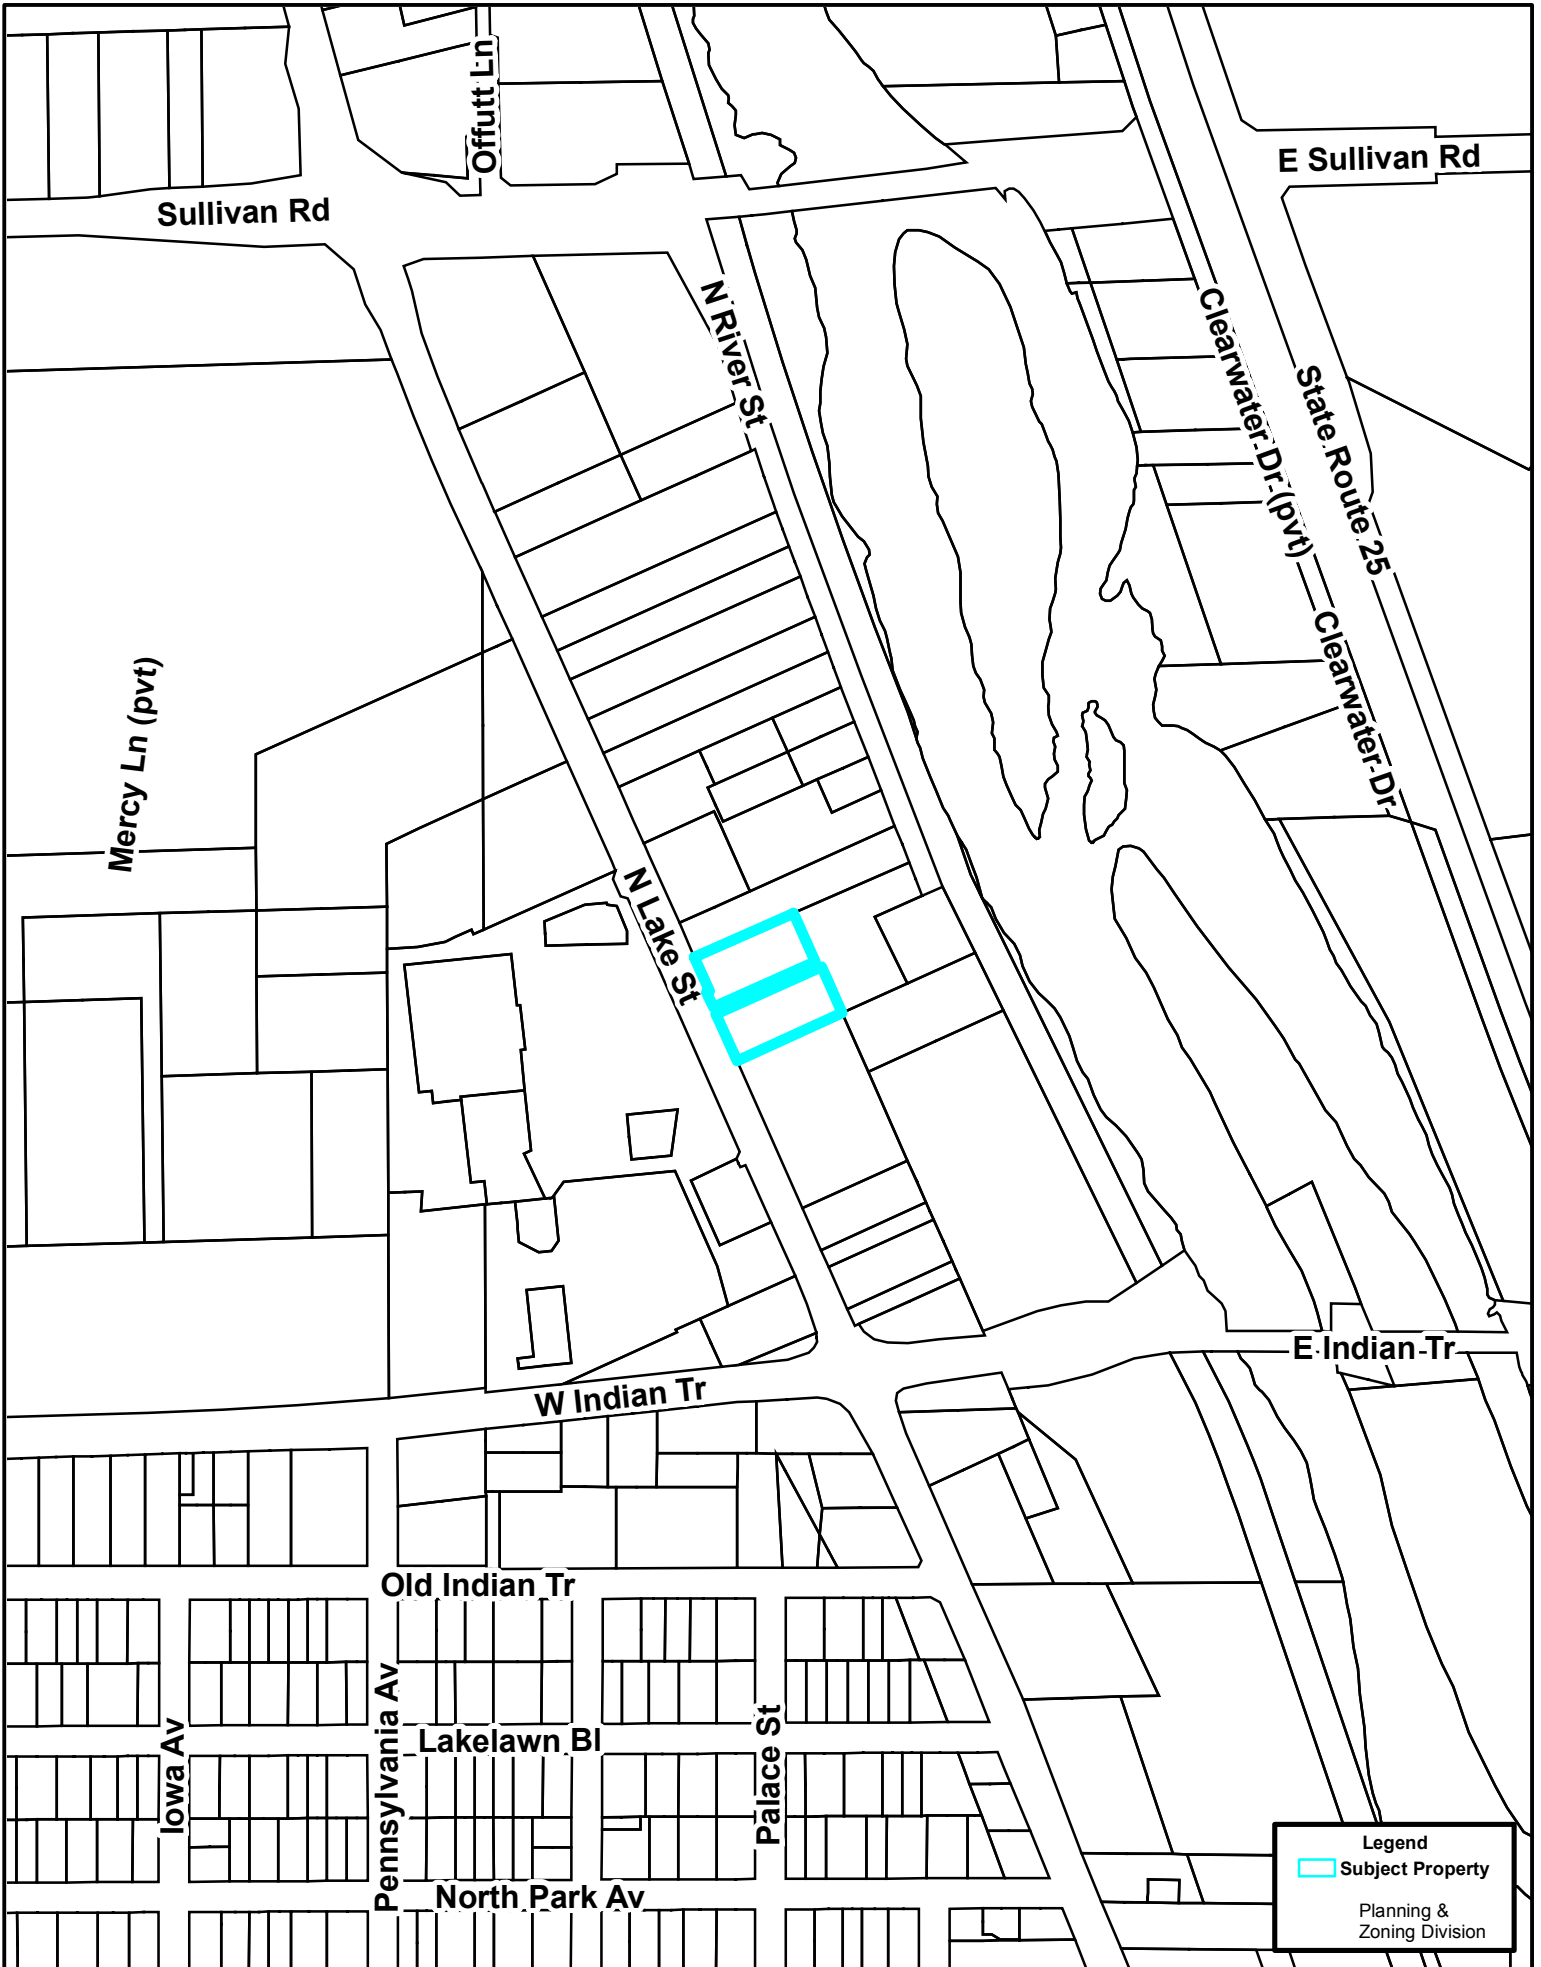 Offutt Ln
E Sullivan Rd
Sullivan Rd
N River St
Clearwater Dr (pvt)
State Route 25
Clearwater Dr
Mercy Ln (pvt)
N Lake St
E Indian Tr
W Indian Tr
Old Indian Tr
Iowa Av
Pennsylvania Av
Lakelawn Bl
Palace St
North Park Av
Legend
Subject Property
Planning &
Zoning Division